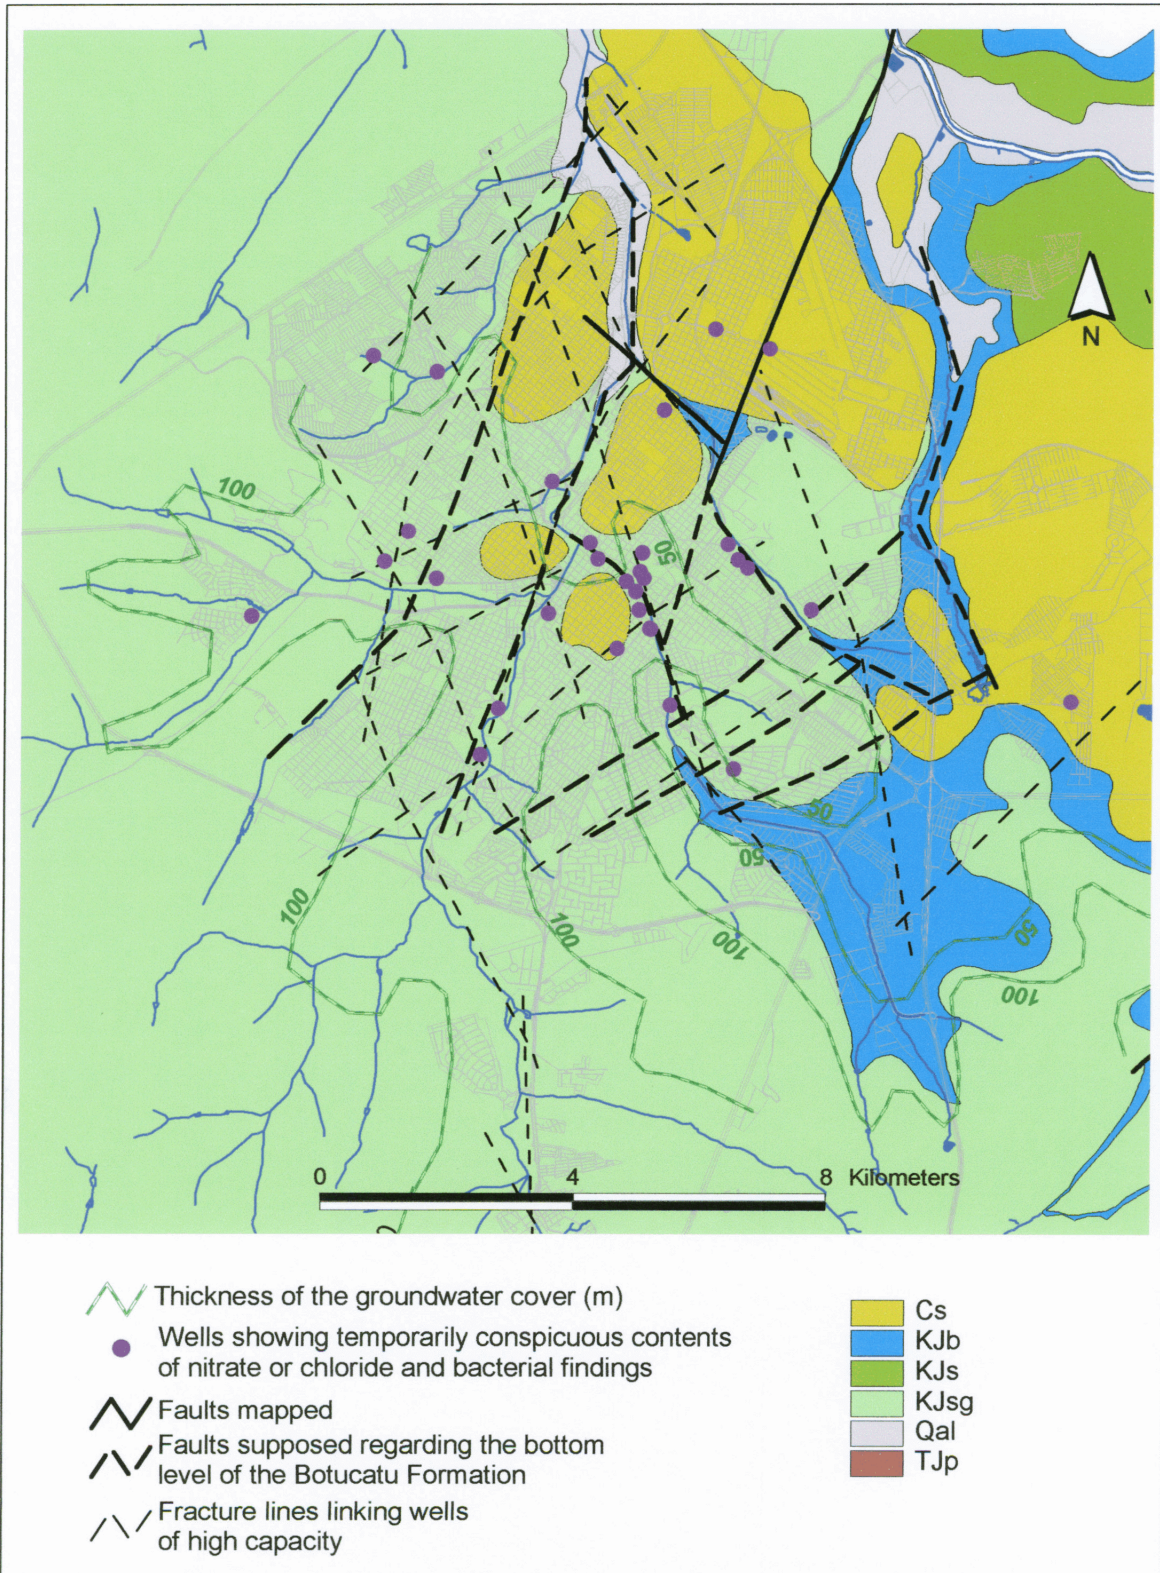 N
100
50
50
50
100
100
100
50
100
0
4
8 Kilometers
Thickness of the groundwater cover (m)
Wells showing temporarily conspicuous contents
of nitrate or chloride and bacterial findings
Faults mapped
Faults supposed regarding the bottom
level of the Botucatu Formation
Fracture lines linking wells
of high capacity
Cs
KJb
KJs
KJsg
Qal
TJp